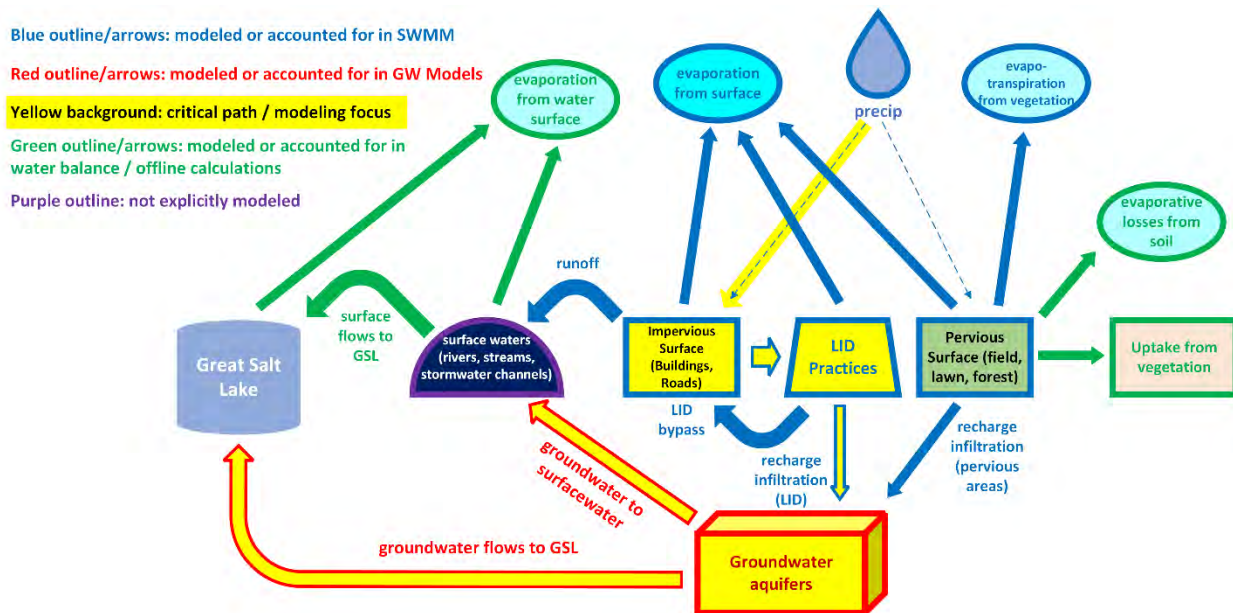 Blue outline/arrows: modeled or accounted for in SWMM
Red outline/arrows: modeled or accounted for in GW Models
Yellow background: critical path / modeling focus
Green outline/arrows: modeled or accounted for in
water balance / offline calculations
Purple outline: not explicitly modeled
evaporation
from water
surface
evaporation
from surface
precip
evapo-
transpiration
from vegetation
evaporative
losses from
soil
runoff
surface
flows to
GSL
Great Salt
Lake
surface waters
(rivers, streams,
stormwater channels)
Impervious
Surface
(Buildings,
Roads)
LID
Practices
Pervious
Surface (field,
lawn, forest)
Uptake from
vegetation
LID
bypass
recharge
infiltration
(LID)
recharge
infiltration
(pervious
areas)
groundwater to
surfacewater
groundwater flows to GSL
Groundwater
aquifers